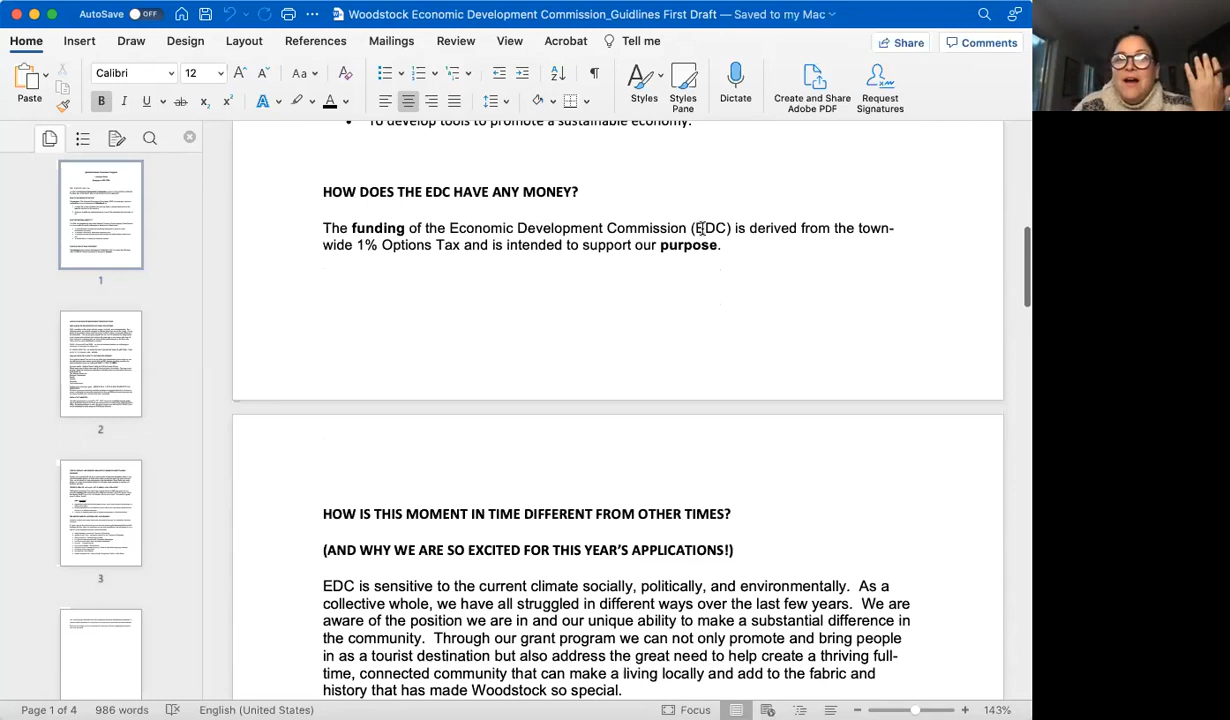 AutoSave OFF Woodstock Economic Development Commission_Guidlines First Draft — Saved to my Mac
Home Insert Draw Design Layout References Mailings Review View Acrobat Tell me Share Comments
Calibri 12
Paste Styles Styles Pane Dictate Create and Share Adobe PDF Request Signatures
To develop tools to promote a sustainable economy.
HOW DOES THE EDC HAVE ANY MONEY?
The funding of the Economic Development Commission (EDC) is derived from the town-
wide 1% Options Tax and is intended to support our purpose.
HOW IS THIS MOMENT IN TIME DIFFERENT FROM OTHER TIMES?
(AND WHY WE ARE SO EXCITED FOR THIS YEAR'S APPLICATIONS!)
EDC is sensitive to the current climate socially, politically, and environmentally. As a
collective whole, we have all struggled in different ways over the last few years. We are
aware of the position we are in and our unique ability to make a substantial difference in
the community. Through our grant program we can not only promote and bring people
in as a tourist destination but also address the great need to help create a thriving full-
time, connected community that can make a living locally and add to the fabric and
history that has made Woodstock so special.
1
2
3
Page 1 of 4 986 words English (United States) Focus 143%